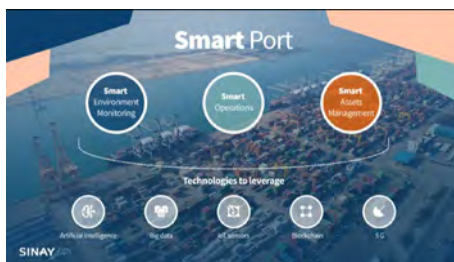 Smart Port
Smart
Environment
Monitoring
Smart
Operations
Smart
Assets
Management
Technologies to leverage
Artificial Intelligence
Big data
IoT sensors
Blockchain
5 G
SINAY